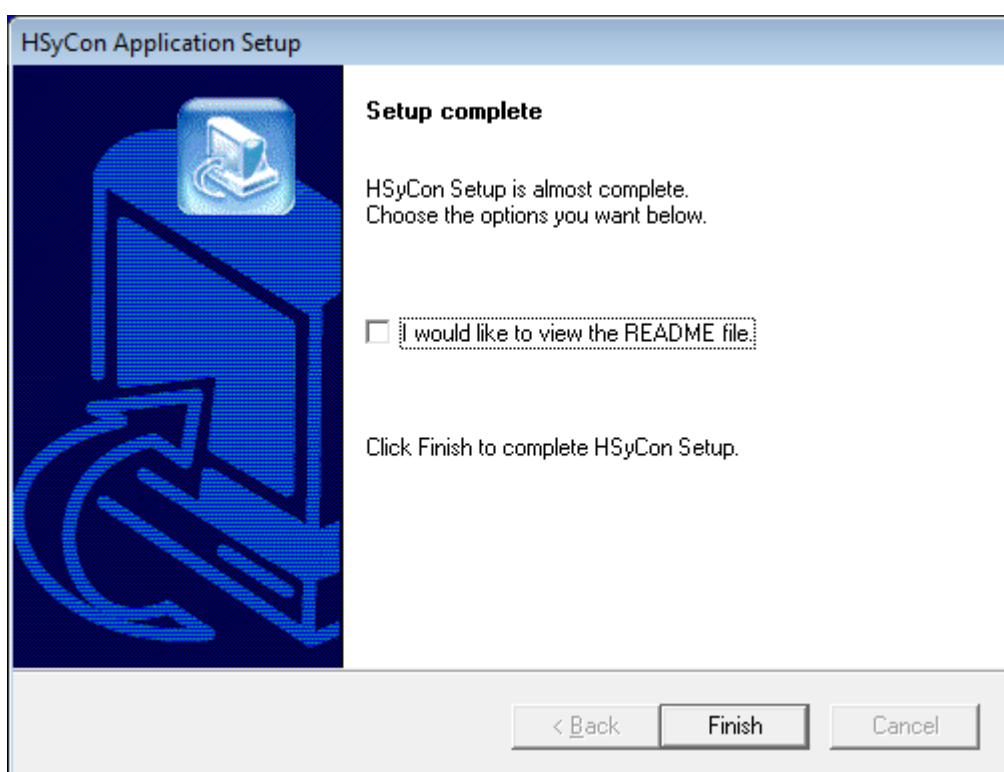 HSyCon Application Setup
Setup complete
HSyCon Setup is almost complete.
Choose the options you want below.
I would like to view the README file.
Click Finish to complete HSyCon Setup.
< Back
Finish
Cancel